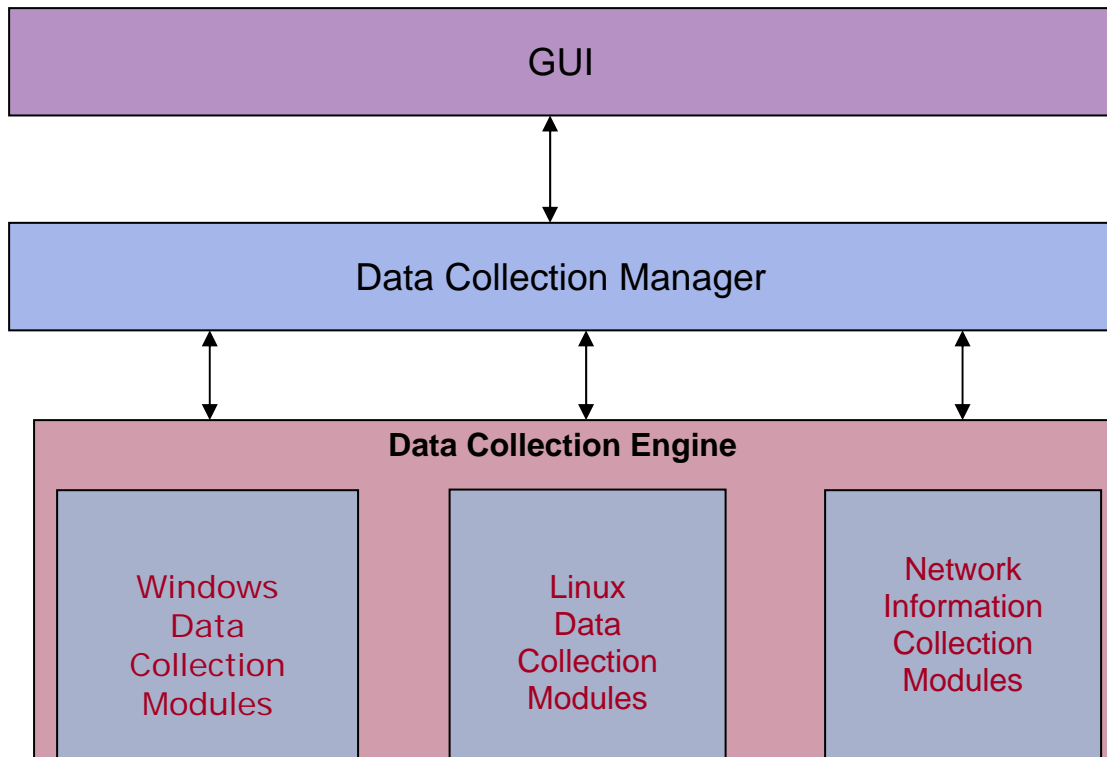 GUI
Data Collection Manager
Data Collection Engine
Windows
Data
Collection
Modules
Linux
Data
Collection
Modules
Network
Information
Collection
Modules